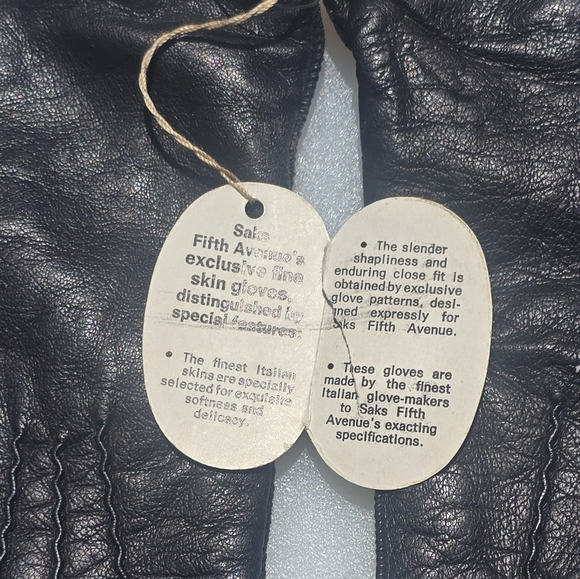 Saks
Fifth Avenue's
exclusive fine
skin gloves,
distinguished by
special features:
• The finest Italian
skins are specially
selected for exquisite
softness and
delicacy.
• The slender
shapliness and
enduring close fit is
obtained by exclusive
glove patterns, desi-
gned expressly for
Saks Fifth Avenue.
• These gloves are
made by the finest
Italian glove-makers
to Saks Fifth
Avenue's exacting
specifications.